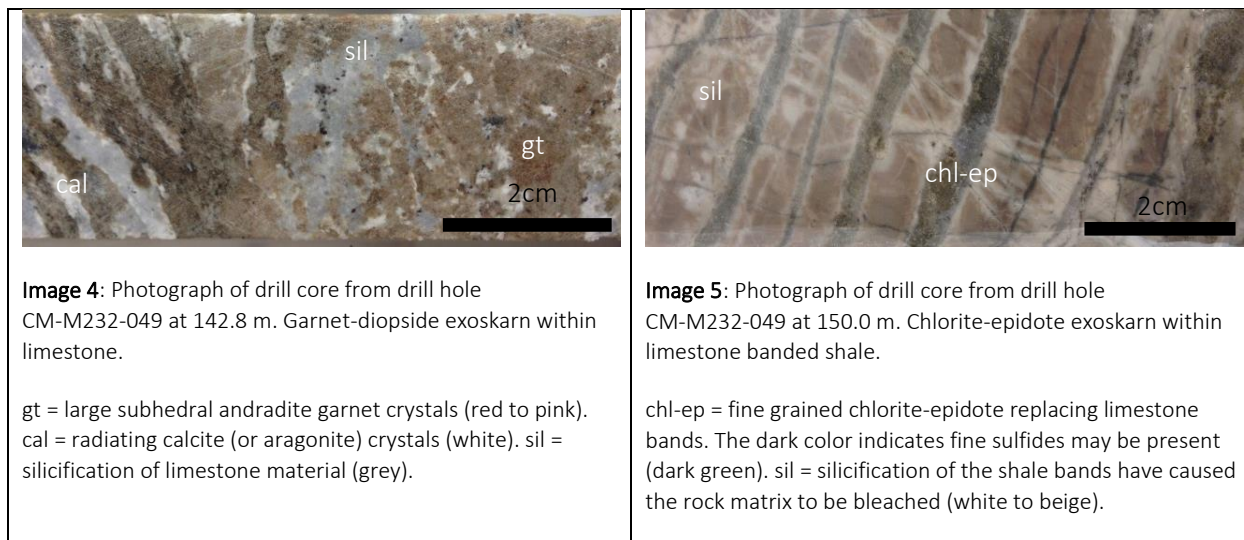 sil
gt
cal
2cm
Image 4: Photograph of drill core from drill hole
CM-M232-049 at 142.8 m. Garnet-diopside exoskarn within
limestone.
gt = large subhedral andradite garnet crystals (red to pink).
cal = radiating calcite (or aragonite) crystals (white). sil =
silicification of limestone material (grey).
sil
chl-ep
2cm
Image 5: Photograph of drill core from drill hole
CM-M232-049 at 150.0 m. Chlorite-epidote exoskarn within
limestone banded shale.
chl-ep = fine grained chlorite-epidote replacing limestone
bands. The dark color indicates fine sulfides may be present
(dark green). sil = silicification of the shale bands have caused
the rock matrix to be bleached (white to beige).